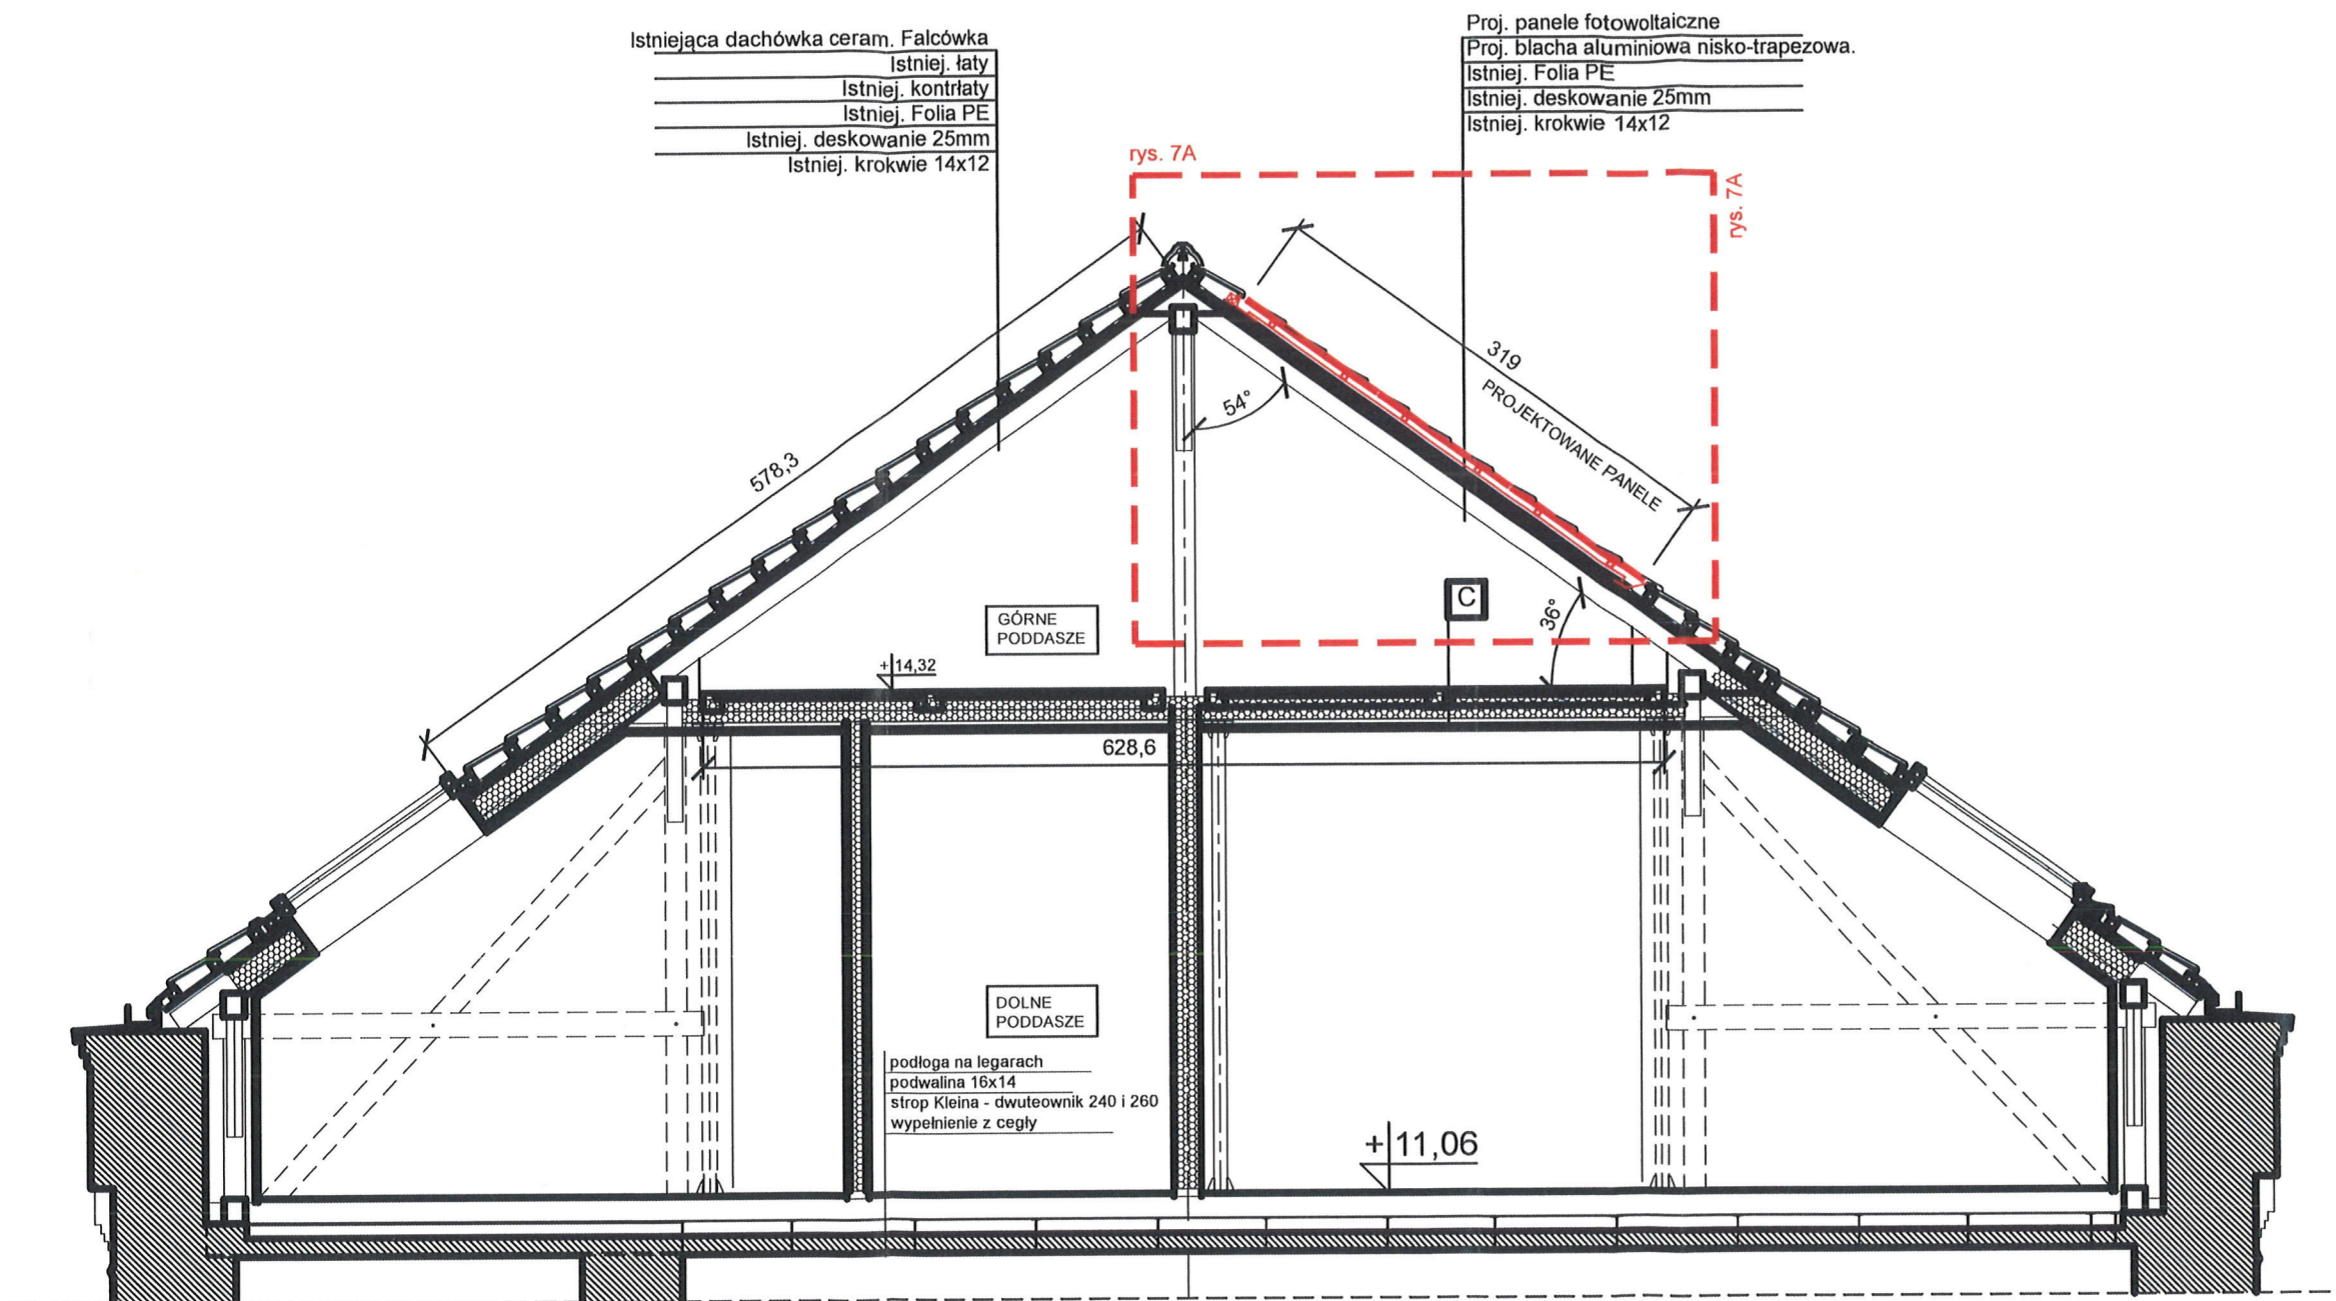 Istniejąca dachówka ceram. Falcówka
Istniej. łaty
Istniej. kontrłaty
Istniej. Folia PE
Istniej. deskowanie 25mm
Istniej. krokwie 14x12
Proj. panele fotowoltaiczne
Proj. blacha aluminiowa nisko-trapezowa.
Istniej. Folia PE
Istniej. deskowanie 25mm
Istniej. krokwie 14x12
rys. 7A
rys. 7A
319
PROJEKTOWANE PANELE
578,3
54°
36°
C
GÓRNE
PODDASZE
+14,32
628,6
DOLNE
PODDASZE
podłoga na legarach
podwalina 16x14
strop Kleina - dwuteownik 240 i 260
wypełnienie z cegły
+11,06